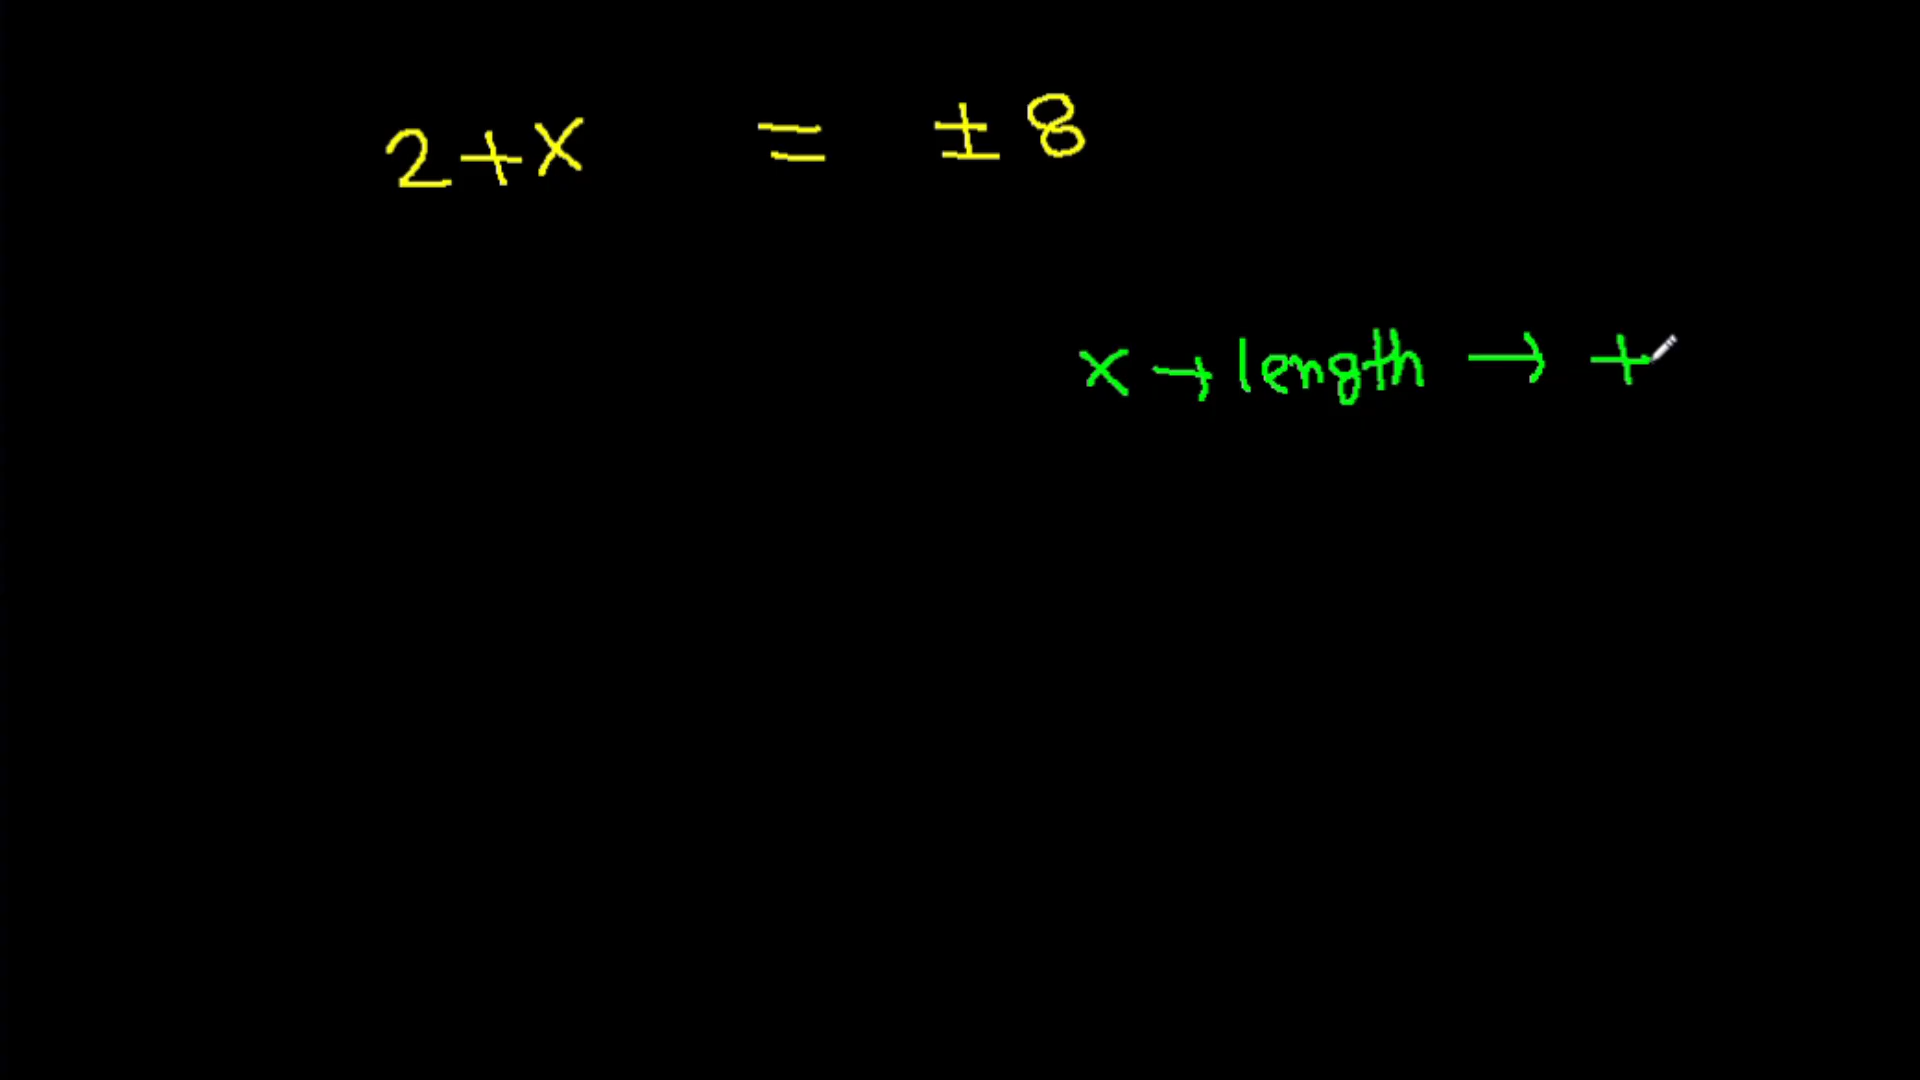 2+x = ±8
x → length → +